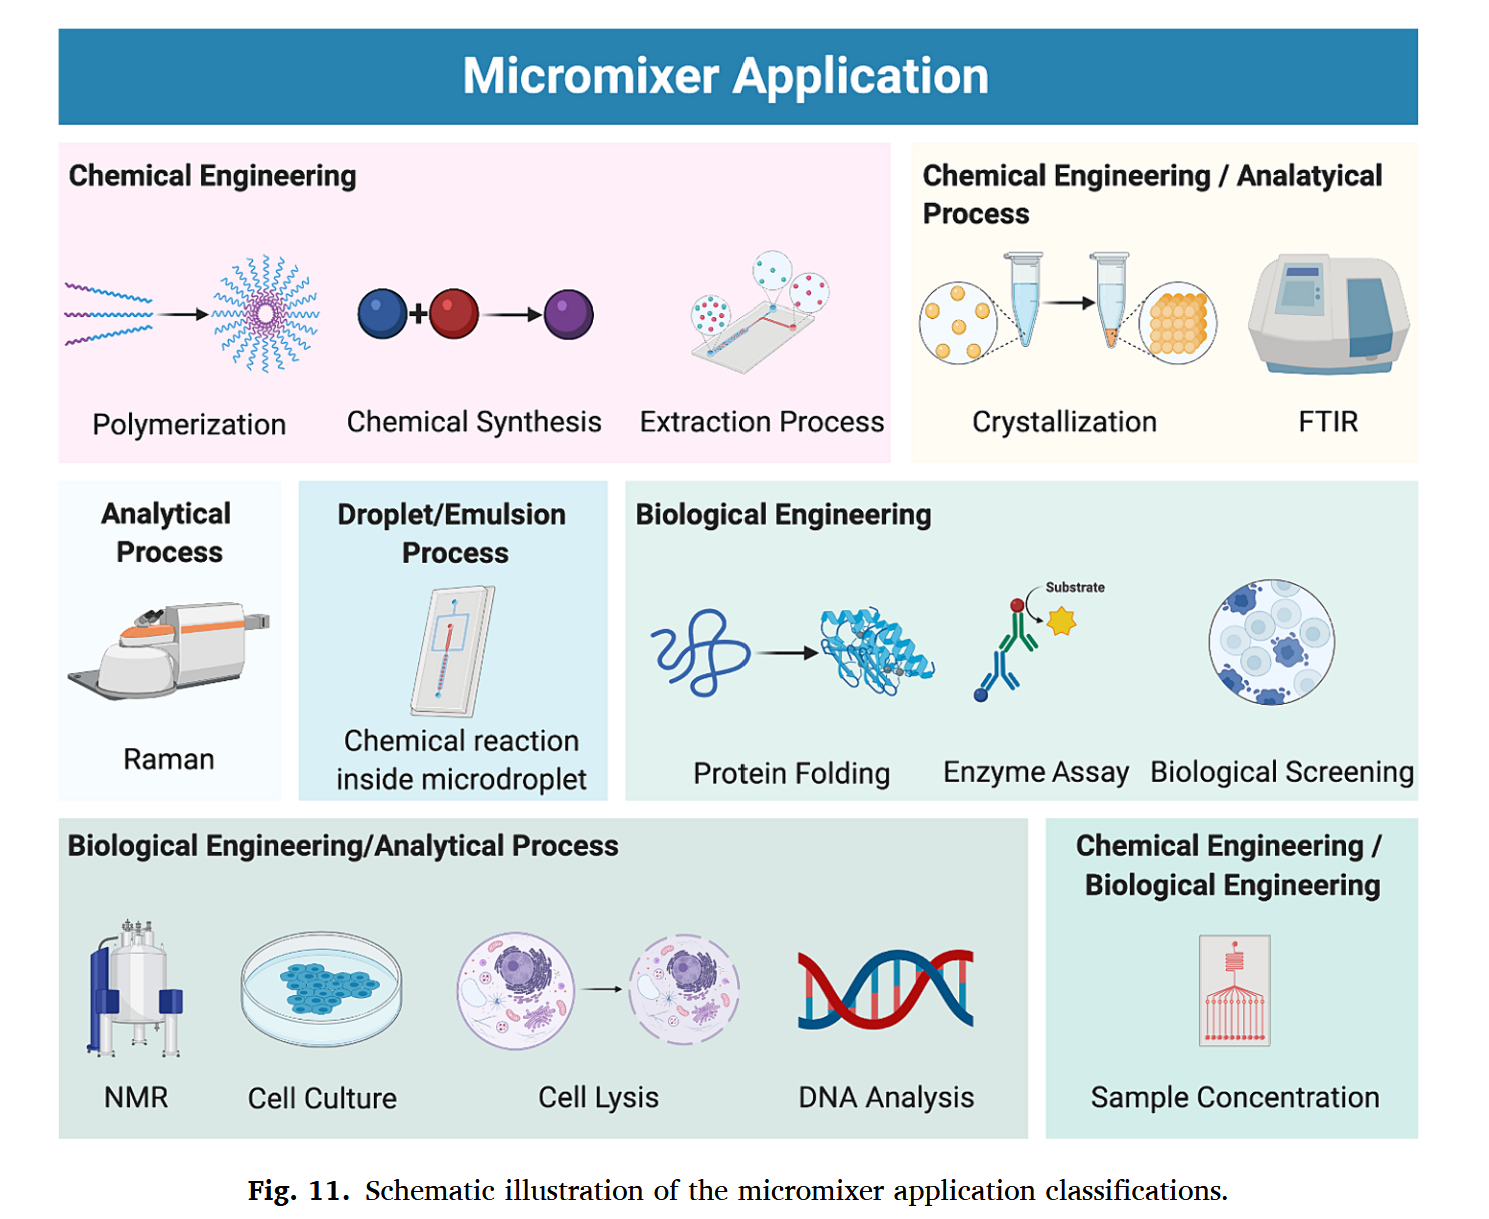 Micromixer Application
Chemical Engineering
Polymerization
Chemical Synthesis
Extraction Process
Chemical Engineering / Analatyical
Process
Crystallization
FTIR
Analytical
Process
Raman
Droplet/Emulsion
Process
Chemical reaction
inside microdroplet
Biological Engineering
Substrate
Protein Folding
Enzyme Assay
Biological Screening
Biological Engineering/Analytical Process
NMR
Cell Culture
Cell Lysis
DNA Analysis
Chemical Engineering /
Biological Engineering
Sample Concentration
Fig. 11. Schematic illustration of the micromixer application classifications.